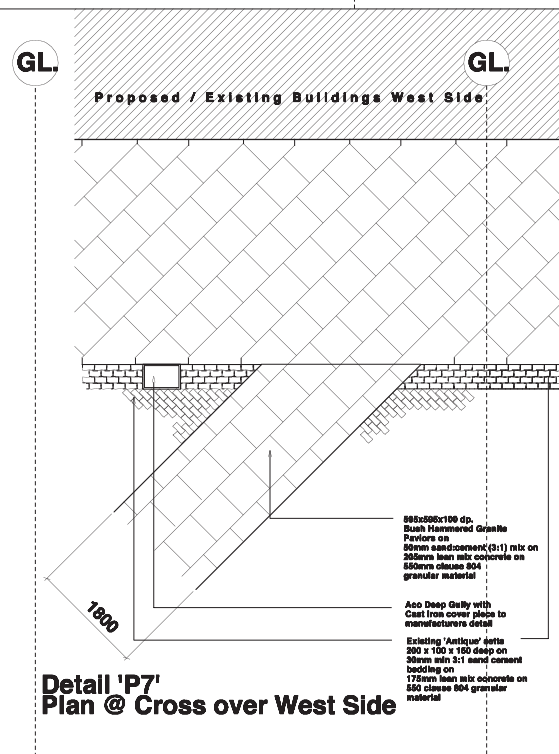 GL.
GL.
Proposed / Existing Buildings West Side
595x595x100 dp.
Bush Hammered Granite
Paviors on
50mm sand:cement (3:1) mix on
205mm lean mix concrete on
550mm clause 804
granular material
Aco Deep Gully with
Cast Iron cover piece to
manufacturers detail
Existing 'Antique' setts
200 x 100 x 150 deep on
30mm min 3:1 sand cement
bedding on
175mm lean mix concrete on
550 clause 804 granular
material
1800
Detail 'P7'
Plan @ Cross over West Side